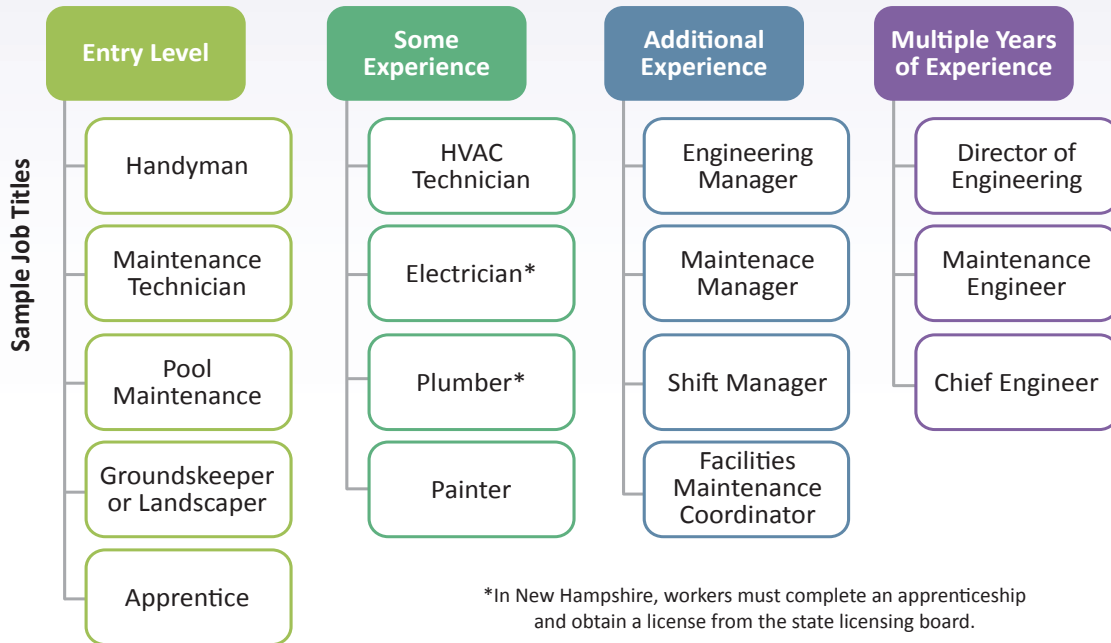 Sample Job Titles
Entry Level
Handyman
Maintenance
Technician
Pool
Maintenance
Groundskeeper
or Landscaper
Apprentice
Some
Experience
HVAC
Technician
Electrician*
Plumber*
Painter
Additional
Experience
Engineering
Manager
Maintenace
Manager
Shift Manager
Facilities
Maintenance
Coordinator
Multiple Years
of Experience
Director of
Engineering
Maintenance
Engineer
Chief Engineer
*In New Hampshire, workers must complete an apprenticeship
and obtain a license from the state licensing board.